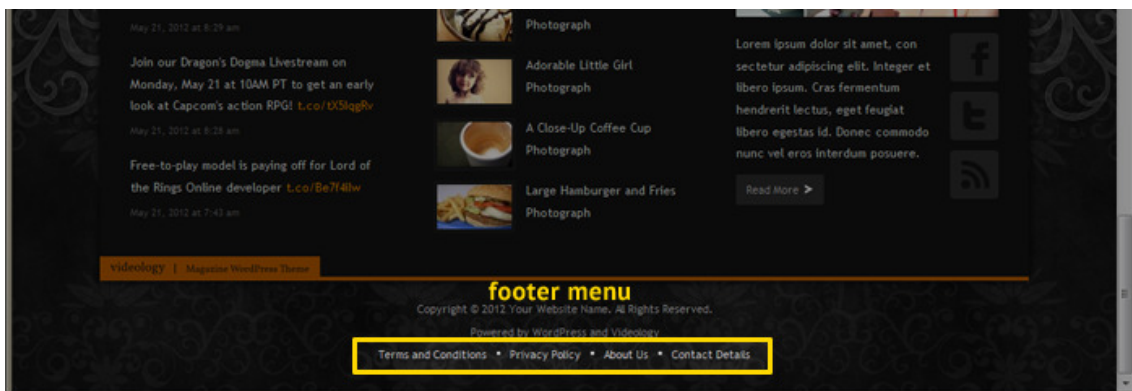 May 21, 2012 at 8:29 am
Join our Dragon's Dogma Livestream on
Monday, May 21 at 10AM PT to get an early
look at Capcom's action RPG! t.co/tX5lqgRv
May 21, 2012 at 8:28 am
Free-to-play model is paying off for Lord of
the Rings Online developer t.co/Be7f4ilw
May 21, 2012 at 7:43 am
Photograph
Adorable Little Girl
Photograph
A Close-Up Coffee Cup
Photograph
Large Hamburger and Fries
Photograph
Lorem ipsum dolor sit amet, con
sectetur adipiscing elit. Integer et
libero ipsum. Cras fermentum
hendrerit lectus, eget feugiat
libero egestas id. Donec commodo
nunc vel eros interdum posuere.
Read More >
videology | Magazine WordPress Theme
footer menu
Copyright © 2012 Your Website Name. All Rights Reserved.
Powered by WordPress and Videology
Terms and Conditions • Privacy Policy • About Us • Contact Details